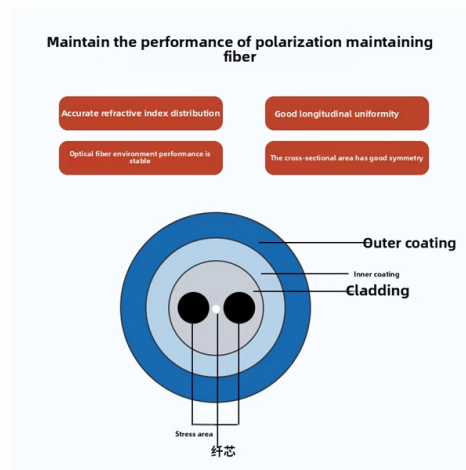 Maintain the performance of polarization maintaining
fiber
Accurate refractive index distribution
Good longitudinal uniformity
Optical fiber environment performance is
stable
The cross-sectional area has good symmetry
Outer coating
Inner coating
Cladding
Stress area
纤芯